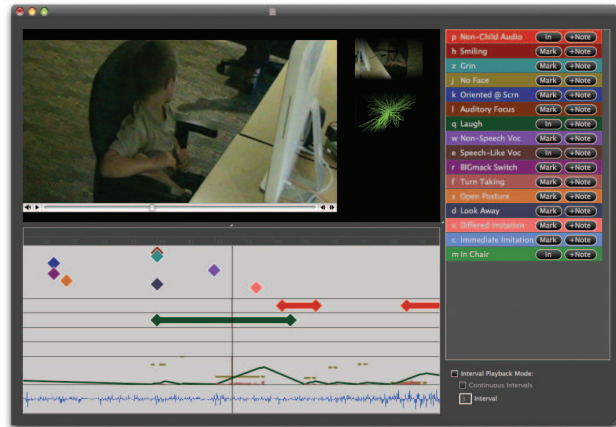 p Non-Child Audio In +Note
h Smiling Mark +Note
z Grin Mark +Note
j No Face Mark +Note
k Oriented @ Scrn Mark +Note
l Auditory Focus Mark +Note
q Laugh In +Note
w Non-Speech Voc Mark +Note
e Speech-Like Voc In +Note
r BIGmack Switch Mark +Note
f Turn Taking Mark +Note
s Open Posture Mark +Note
d Look Away Mark +Note
x Differed Imitation Mark +Note
c Immediate Imitation Mark +Note
m In Chair In +Note
Interval Playback Mode:
Continuous Intervals
Interval